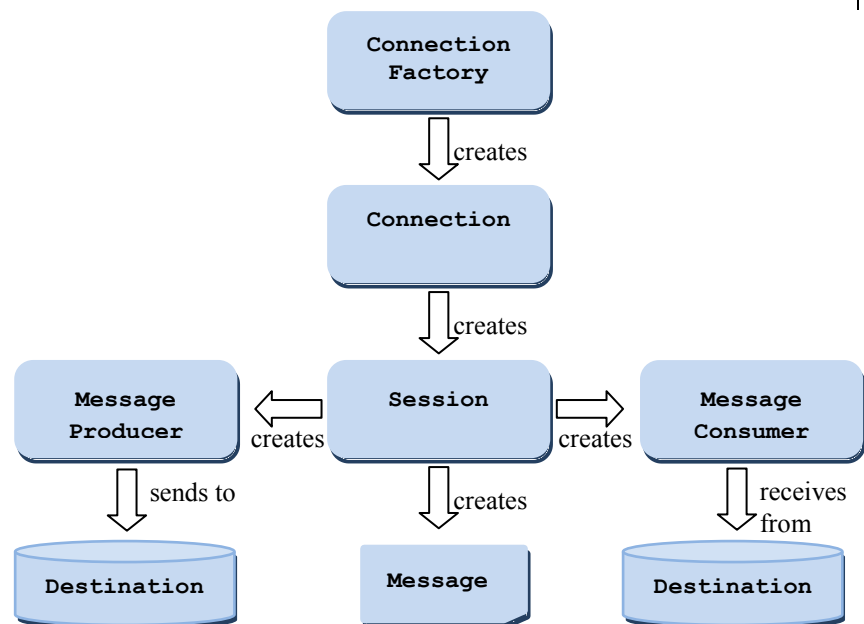 Connection
Factory
creates
Connection
creates
Message
Producer
creates
Session
creates
Message
Consumer
sends to
creates
receives
from
Destination
Message
Destination